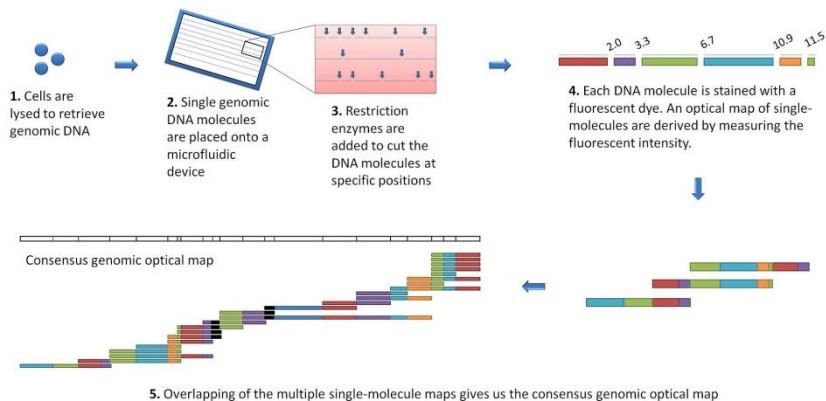 1. Cells are
lysed to retrieve
genomic DNA
2. Single genomic
DNA molecules
are placed onto a
microfluidic
device
3. Restriction
enzymes are
added to cut the
DNA molecules at
specific positions
2.0
3.3
6.7
10.9
11.5
4. Each DNA molecule is stained with a
fluorescent dye. An optical map of single-
molecules are derived by measuring the
fluorescent intensity.
Consensus genomic optical map
5. Overlapping of the multiple single-molecule maps gives us the consensus genomic optical map